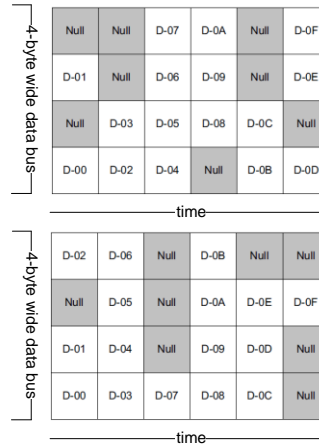 4-byte wide data bus
Null Null D-07 D-0A Null D-0F
D-01 Null D-06 D-09 Null D-0E
Null D-03 D-05 D-08 D-0C Null
D-00 D-02 D-04 Null D-0B D-0D
time
4-byte wide data bus
D-02 D-06 Null D-0B Null Null
Null D-05 Null D-0A D-0E D-0F
D-01 D-04 Null D-09 D-0D Null
D-00 D-03 D-07 D-08 D-0C Null
time